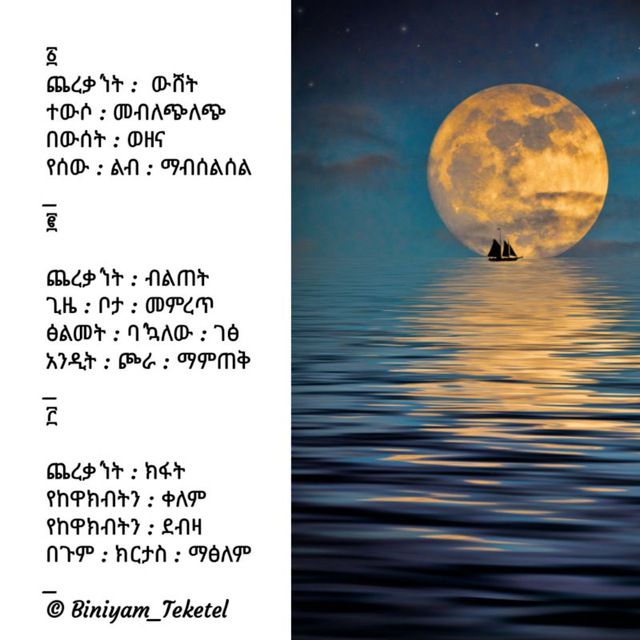 ፩
ጨረቃ'ነት : ውሸት
ተውሶ : መብለጭለጭ
በውሰት : ወዘና
የሰው : ልብ : ማብሰልሰል
_
፪
ጨረቃ'ነት : ብልጠት
ጊዜ : ቦታ : መምረጥ
ፅልመት : ባ'ኳለው : ገፅ
አንዲት : ጮራ : ማምጠቅ
_
፫
ጨረቃ'ነት : ክፋት
የከዋክብትን : ቀለም
የከዋክብትን : ደብዛ
በጉም : ክርታስ : ማፅለም
_
© Biniyam_Teketel